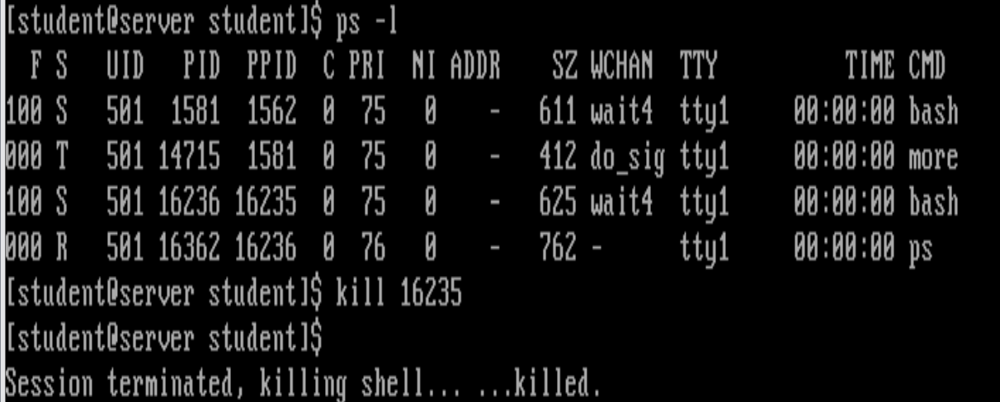 [student@server student]$ ps -l
  F S   UID   PID  PPID  C PRI  NI ADDR    SZ WCHAN  TTY          TIME CMD
100 S   501  1581  1562  0  75   0    -   611 wait4  tty1     00:00:00 bash
000 T   501 14715  1581  0  75   0    -   412 do_sig tty1     00:00:00 more
100 S   501 16236 16235  0  75   0    -   625 wait4  tty1     00:00:00 bash
000 R   501 16362 16236  0  76   0    -   762 -      tty1     00:00:00 ps
[student@server student]$ kill 16235
[student@server student]$
Session terminated, killing shell... ...killed.